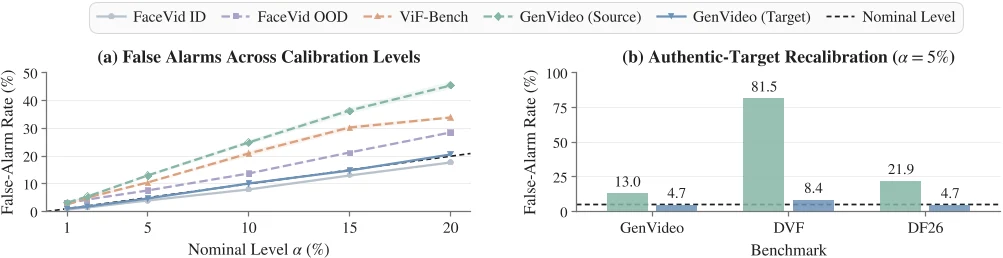 FaceVid ID FaceVid OOD ViF-Bench GenVideo (Source) GenVideo (Target) Nominal Level
(a) False Alarms Across Calibration Levels
False-Alarm Rate (%)
50
40
30
20
10
0
1 5 10 15 20
Nominal Level α (%)
(b) Authentic-Target Recalibration (α = 5%)
False-Alarm Rate (%)
100
75
50
25
0
13.0 4.7 81.5 8.4 21.9 4.7
GenVideo DVF DF26
Benchmark